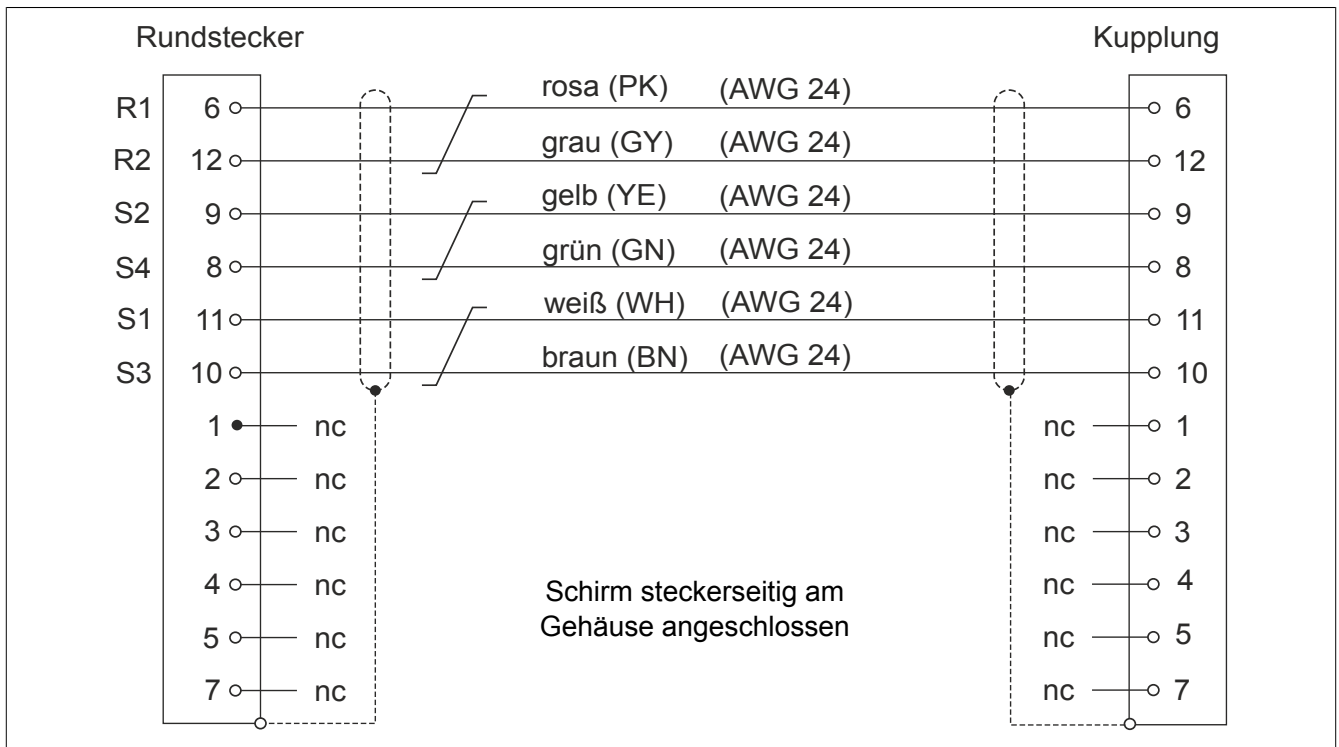 Rundstecker Kupplung
R1 6 rosa (PK) (AWG 24) 6
R2 12 grau (GY) (AWG 24) 12
S2 9 gelb (YE) (AWG 24) 9
S4 8 grün (GN) (AWG 24) 8
S1 11 weiß (WH) (AWG 24) 11
S3 10 braun (BN) (AWG 24) 10
1 nc nc 1
2 nc nc 2
3 nc nc 3
4 nc nc 4
Schirm steckerseitig am
Gehäuse angeschlossen
5 nc nc 5
7 nc nc 7